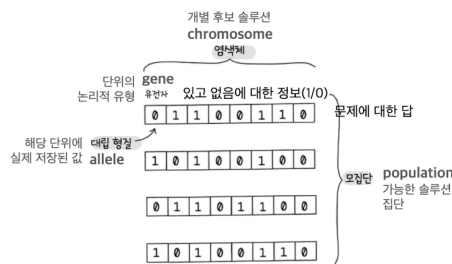 개별 후보 솔루션
chromosome
염색체
단위의 gene
논리적 유형 유전자 있고 없음에 대한 정보(1/0)
0 1 1 0 0 1 1 0 문제에 대한 답
해당 단위에 대립 형질
실제 저장된 값 allele
1 0 1 0 0 1 0 0
모집단 population
가능한 솔루션
집단
0 1 1 0 1 1 0 0
1 0 1 0 0 1 1 0